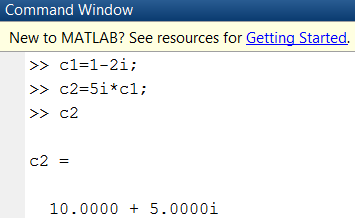 Command Window
New to MATLAB? See resources for Getting Started.
>> c1=1-2i;
>> c2=5i*c1;
>> c2
c2 =
10.0000 + 5.0000i